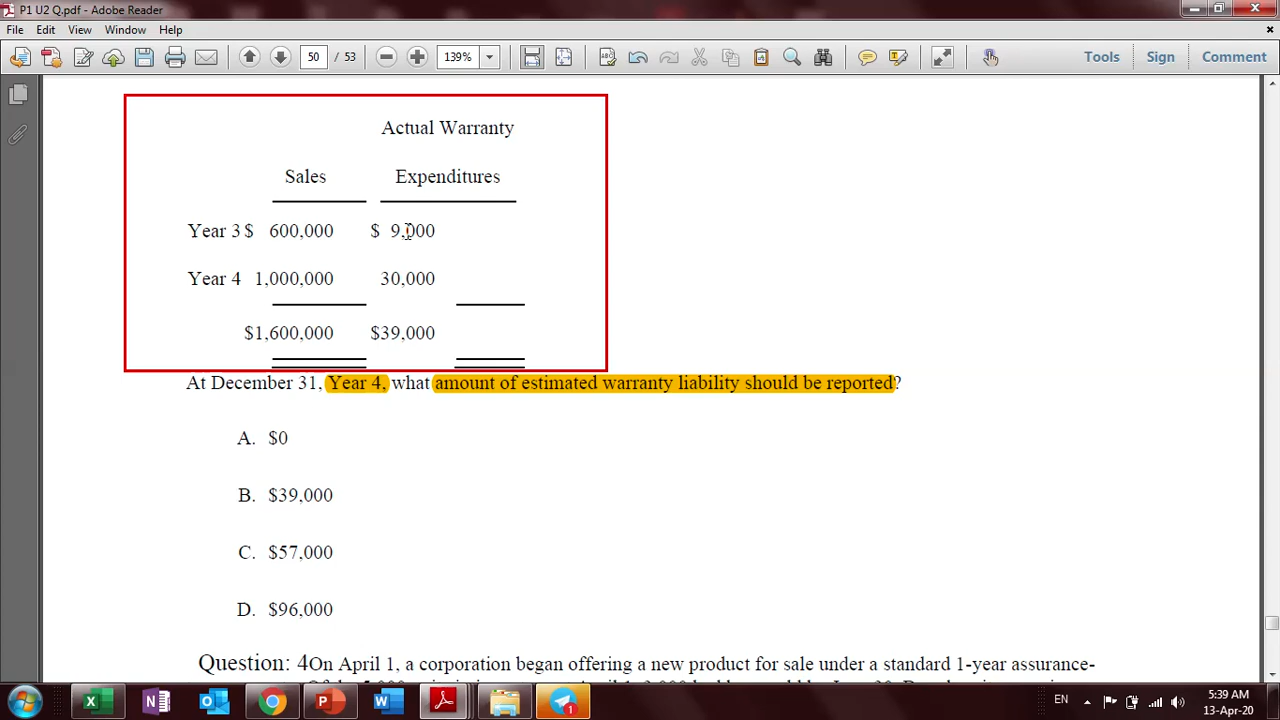 P1 U2 Q.pdf - Adobe Reader
File Edit View Window Help
50 / 53 139% Tools Sign Comment
Actual Warranty
Sales Expenditures
Year 3 $ 600,000 $ 9,000
Year 4 1,000,000 30,000
$1,600,000 $39,000
At December 31, Year 4, what amount of estimated warranty liability should be reported?
A. $0
B. $39,000
C. $57,000
D. $96,000
Question: 4On April 1, a corporation began offering a new product for sale under a standard 1-year assurance-
EN 5:39 AM
13-Apr-20